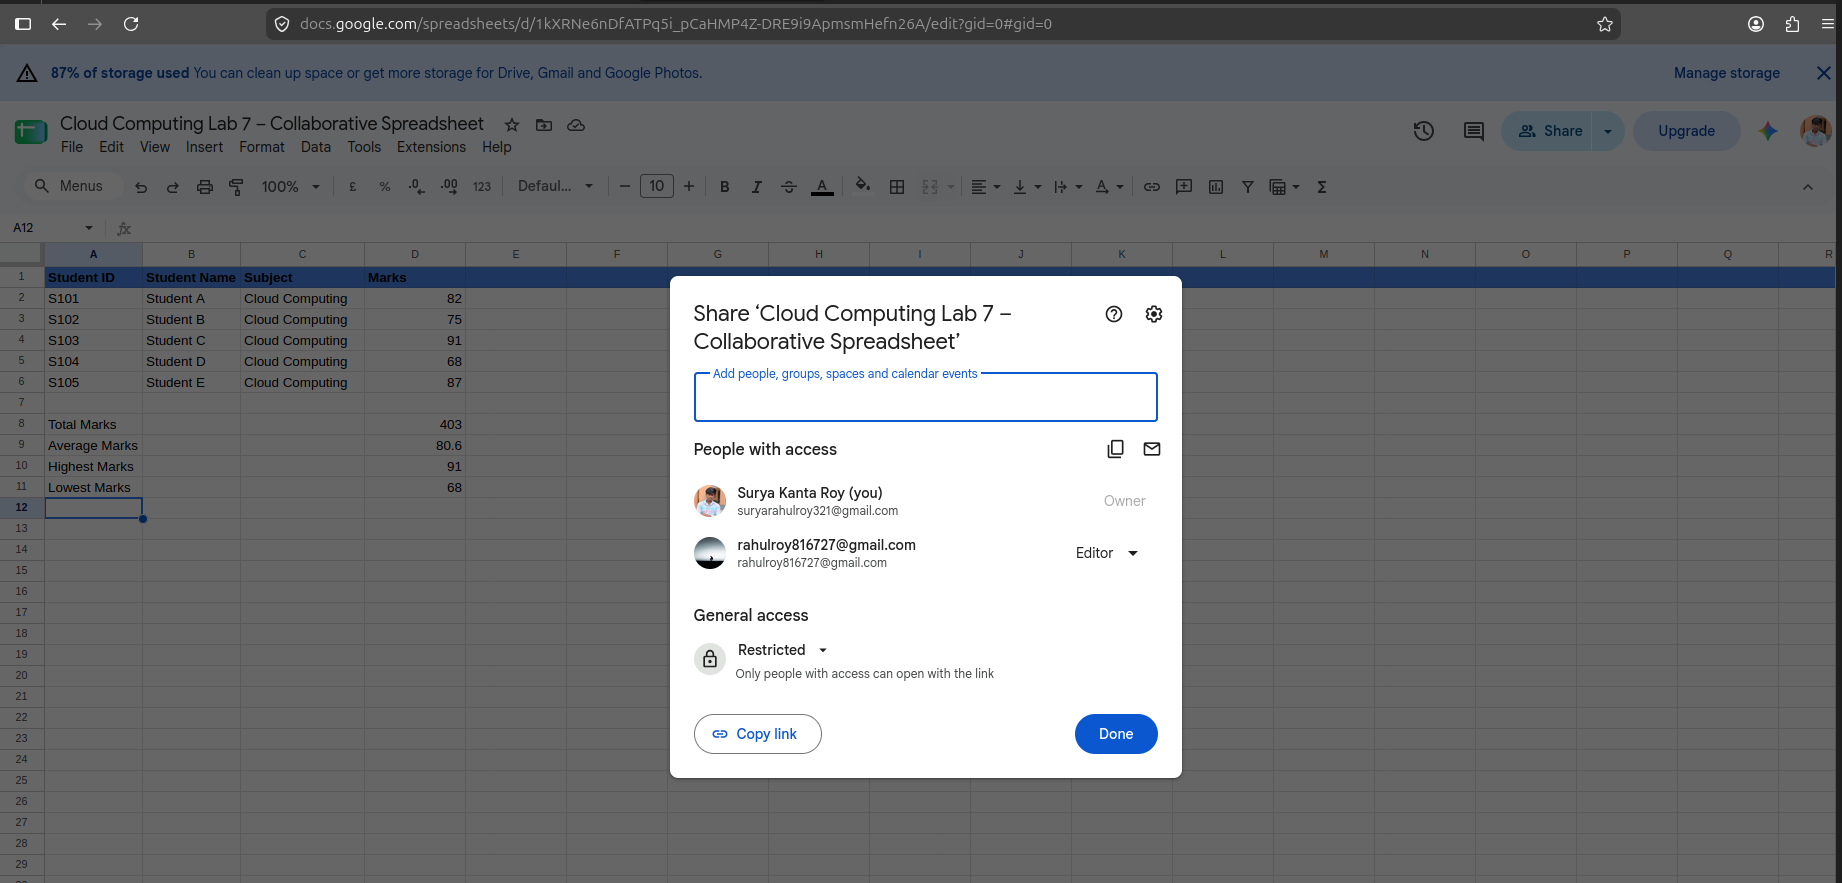 docs.google.com/spreadsheets/d/1kXRNe6nDfATPq5i_pCaHMP4Z-DRE9i9ApmsmHefn26A/edit?gid=0#gid=0
87% of storage used You can clean up space or get more storage for Drive, Gmail and Google Photos.
Manage storage
Cloud Computing Lab 7 – Collaborative Spreadsheet
File Edit View Insert Format Data Tools Extensions Help
Share
Upgrade
Menus 100% £ % .0 .00 123 Defaul... − 10 + B I S A Σ
A12 fx
A B C D E F G H I J K L M N O P Q R
1 Student ID Student Name Subject Marks
2 S101 Student A Cloud Computing 82
3 S102 Student B Cloud Computing 75
4 S103 Student C Cloud Computing 91
5 S104 Student D Cloud Computing 68
6 S105 Student E Cloud Computing 87
7
8 Total Marks 403
9 Average Marks 80.6
10 Highest Marks 91
11 Lowest Marks 68
12
13
14
15
16
17
18
19
20
21
22
23
24
25
26
27
28
29
Share ‘Cloud Computing Lab 7 –
Collaborative Spreadsheet’
Add people, groups, spaces and calendar events
People with access
Surya Kanta Roy (you)
suryarahulroy321@gmail.com
Owner
rahulroy816727@gmail.com
rahulroy816727@gmail.com
Editor
General access
Restricted
Only people with access can open with the link
Copy link
Done